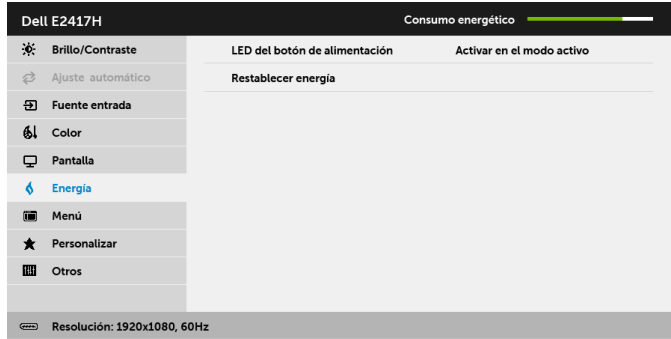 Dell E2417H Consumo energético
Brillo/Contraste LED del botón de alimentación Activar en el modo activo
Ajuste automático Restablecer energía
Fuente entrada
Color
Pantalla
Energía
Menú
Personalizar
Otros
Resolución: 1920x1080, 60Hz